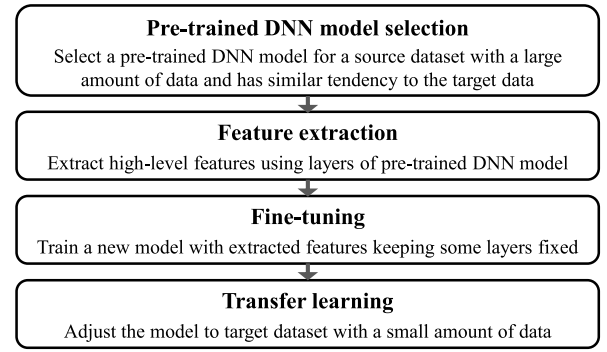 Pre-trained DNN model selection
Select a pre-trained DNN model for a source dataset with a large
amount of data and has similar tendency to the target data
Feature extraction
Extract high-level features using layers of pre-trained DNN model
Fine-tuning
Train a new model with extracted features keeping some layers fixed
Transfer learning
Adjust the model to target dataset with a small amount of data